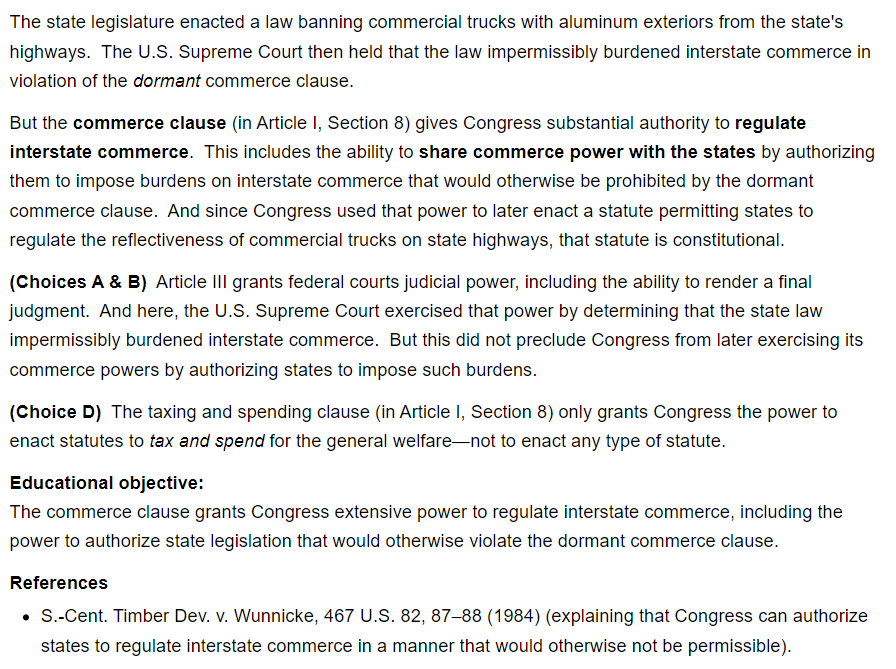 The state legislature enacted a law banning commercial trucks with aluminum exteriors from the state's
highways.  The U.S. Supreme Court then held that the law impermissibly burdened interstate commerce in
violation of the dormant commerce clause.
But the commerce clause (in Article I, Section 8) gives Congress substantial authority to regulate
interstate commerce.  This includes the ability to share commerce power with the states by authorizing
them to impose burdens on interstate commerce that would otherwise be prohibited by the dormant
commerce clause.  And since Congress used that power to later enact a statute permitting states to
regulate the reflectiveness of commercial trucks on state highways, that statute is constitutional.
(Choices A & B)  Article III grants federal courts judicial power, including the ability to render a final
judgment.  And here, the U.S. Supreme Court exercised that power by determining that the state law
impermissibly burdened interstate commerce.  But this did not preclude Congress from later exercising its
commerce powers by authorizing states to impose such burdens.
(Choice D)  The taxing and spending clause (in Article I, Section 8) only grants Congress the power to
enact statutes to tax and spend for the general welfare—not to enact any type of statute.
Educational objective:
The commerce clause grants Congress extensive power to regulate interstate commerce, including the
power to authorize state legislation that would otherwise violate the dormant commerce clause.
References
• S.-Cent. Timber Dev. v. Wunnicke, 467 U.S. 82, 87–88 (1984) (explaining that Congress can authorize
states to regulate interstate commerce in a manner that would otherwise not be permissible).